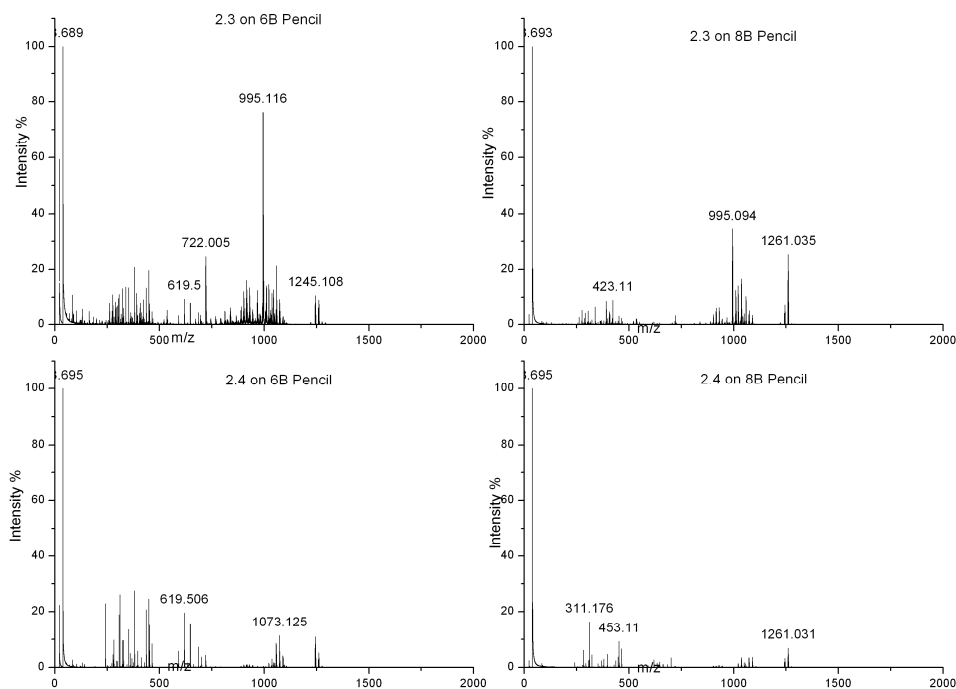 2.3 on 6B Pencil
.689
995.116
722.005
619.5
1245.108
100
80
60
40
20
0
Intensity %
0 500 1000 1500 2000
m/z
2.3 on 8B Pencil
.693
995.094
1261.035
423.11
100
80
60
40
20
0
Intensity %
0 500 1000 1500 2000
m/z
2.4 on 6B Pencil
.695
619.506
1073.125
100
80
60
40
20
0
Intensity %
0 500 1000 1500 2000
m/z
2.4 on 8B Pencil
.695
311.176
453.11
1261.031
100
80
60
40
20
0
Intensity %
0 500 1000 1500 2000
m/z